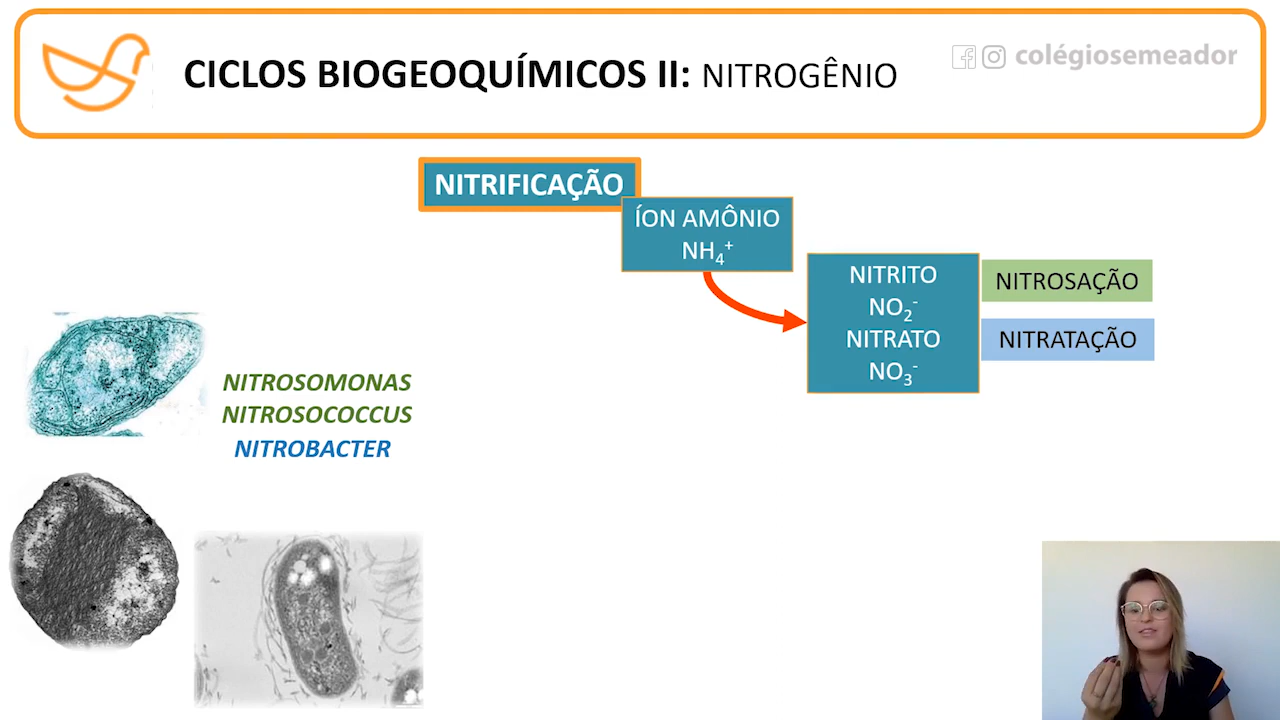 CICLOS BIOGEOQUÍMICOS II: NITROGÊNIO
colégiosemeador
NITRIFICAÇÃO
ÍON AMÔNIO
NH₄⁺
NITRITO
NO₂⁻
NITRATO
NO₃⁻
NITROSAÇÃO
NITRATAÇÃO
NITROSOMONAS
NITROSOCOCCUS
NITROBACTER